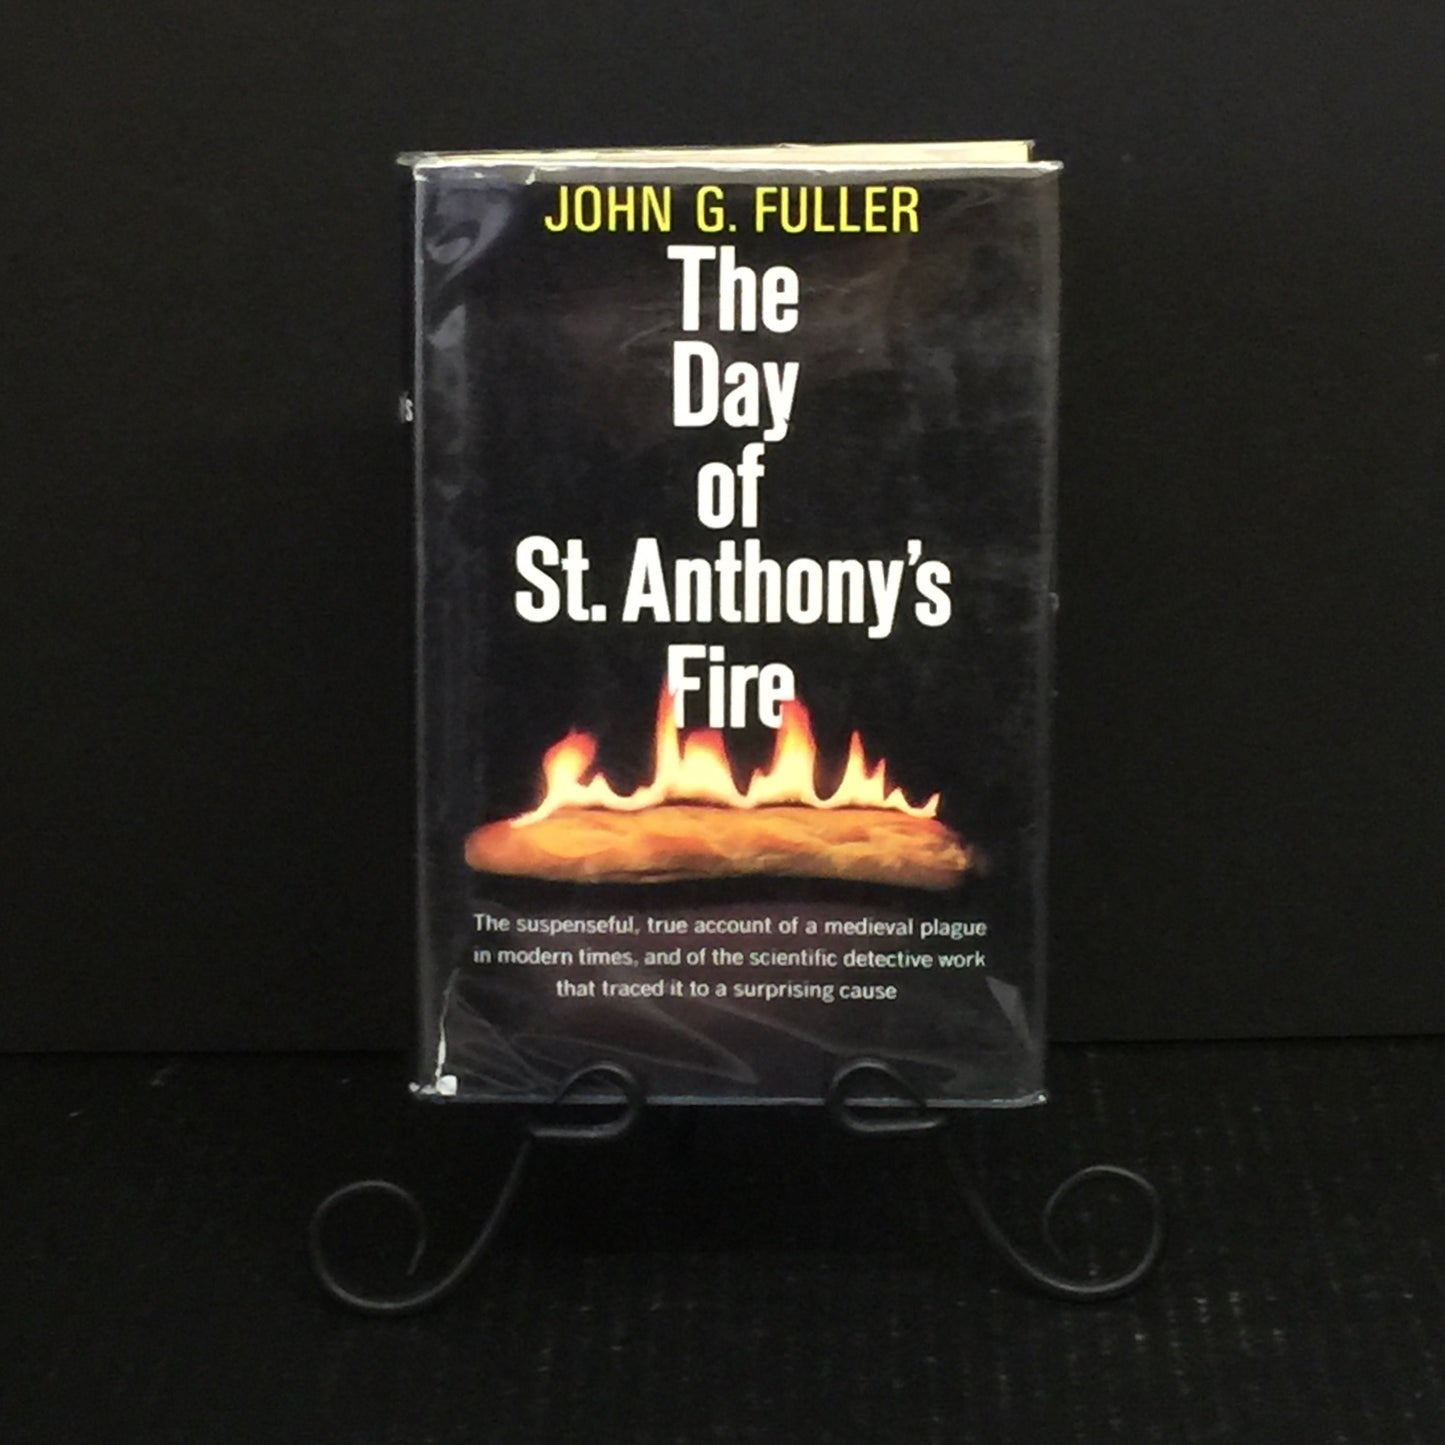 JOHN G. FULLER
The
Day
of
St. Anthony's
Fire
The suspenseful, true account of a medieval plague
in modern times, and of the scientific detective work
that traced it to a surprising cause